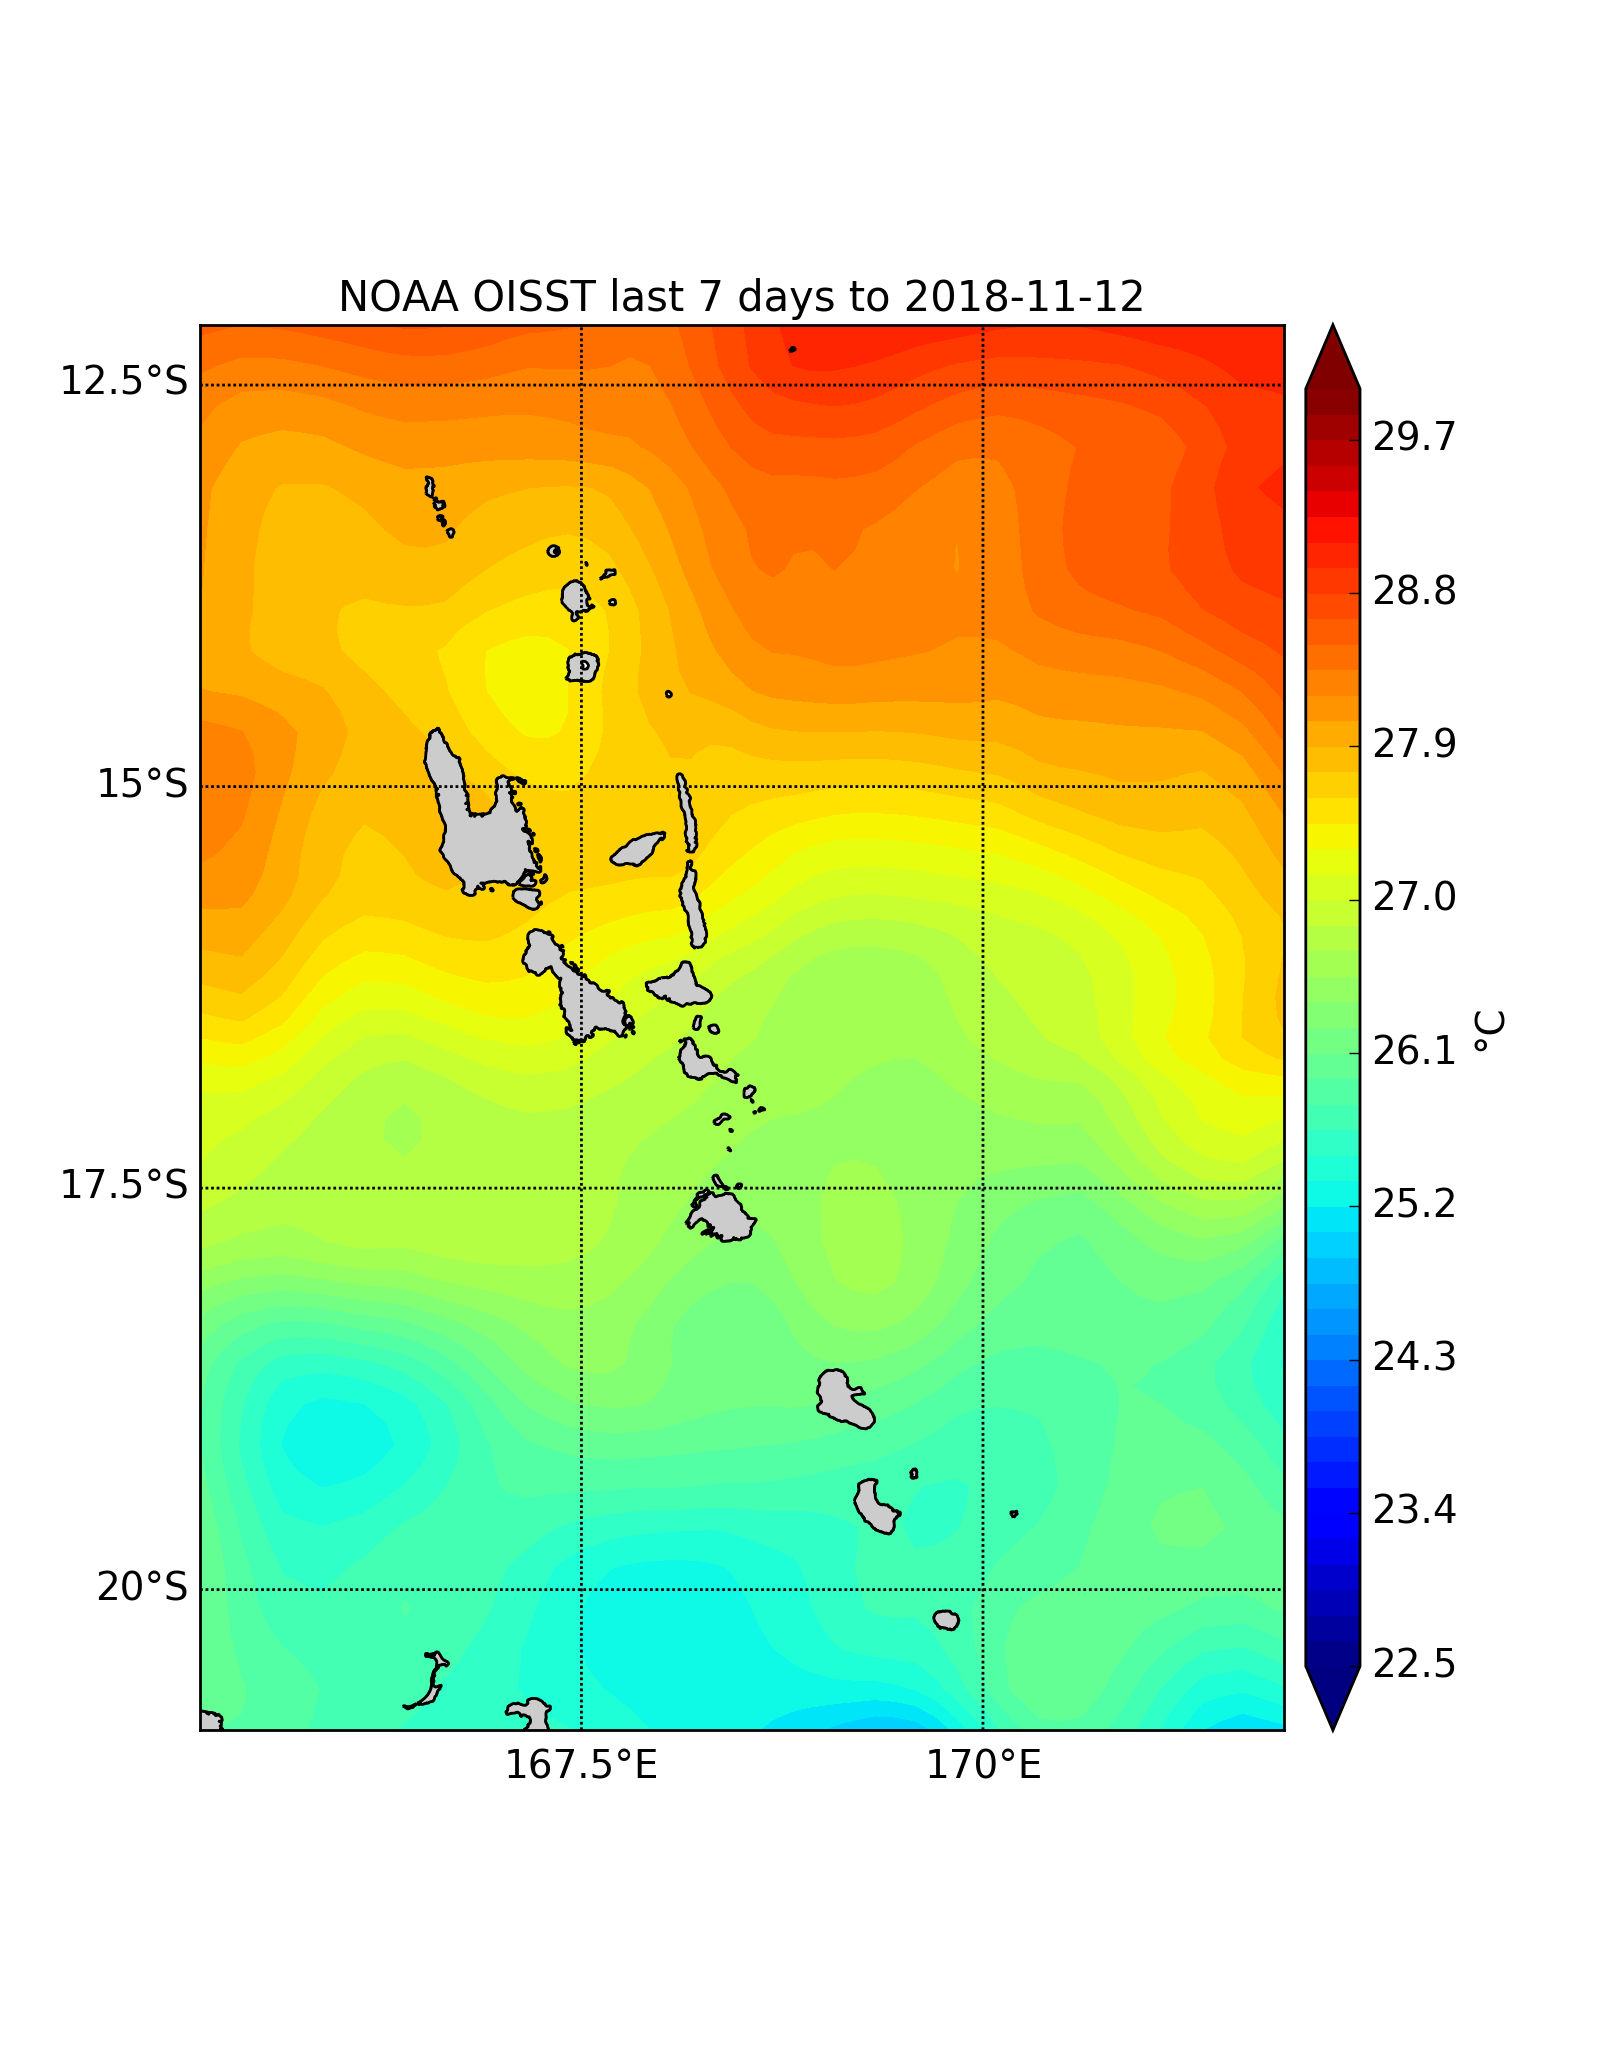 NOAA OISST last 7 days to 2018-11-12
12.5°S
15°S
17.5°S
20°S
167.5°E
170°E
29.7
28.8
27.9
27.0
26.1
25.2
24.3
23.4
22.5
°C